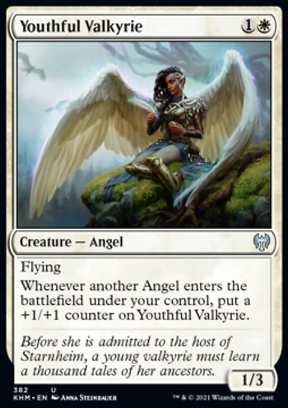 Youthful Valkyrie 1
Creature — Angel
Flying
Whenever another Angel enters the
battlefield under your control, put a
+1/+1 counter on Youthful Valkyrie.
Before she is admitted to the host of
Starnheim, a young valkyrie must learn
a thousand tales of her ancestors.
1/3
382 U
KHM • EN Anna Steinbauer
™ & © 2021 Wizards of the Coast